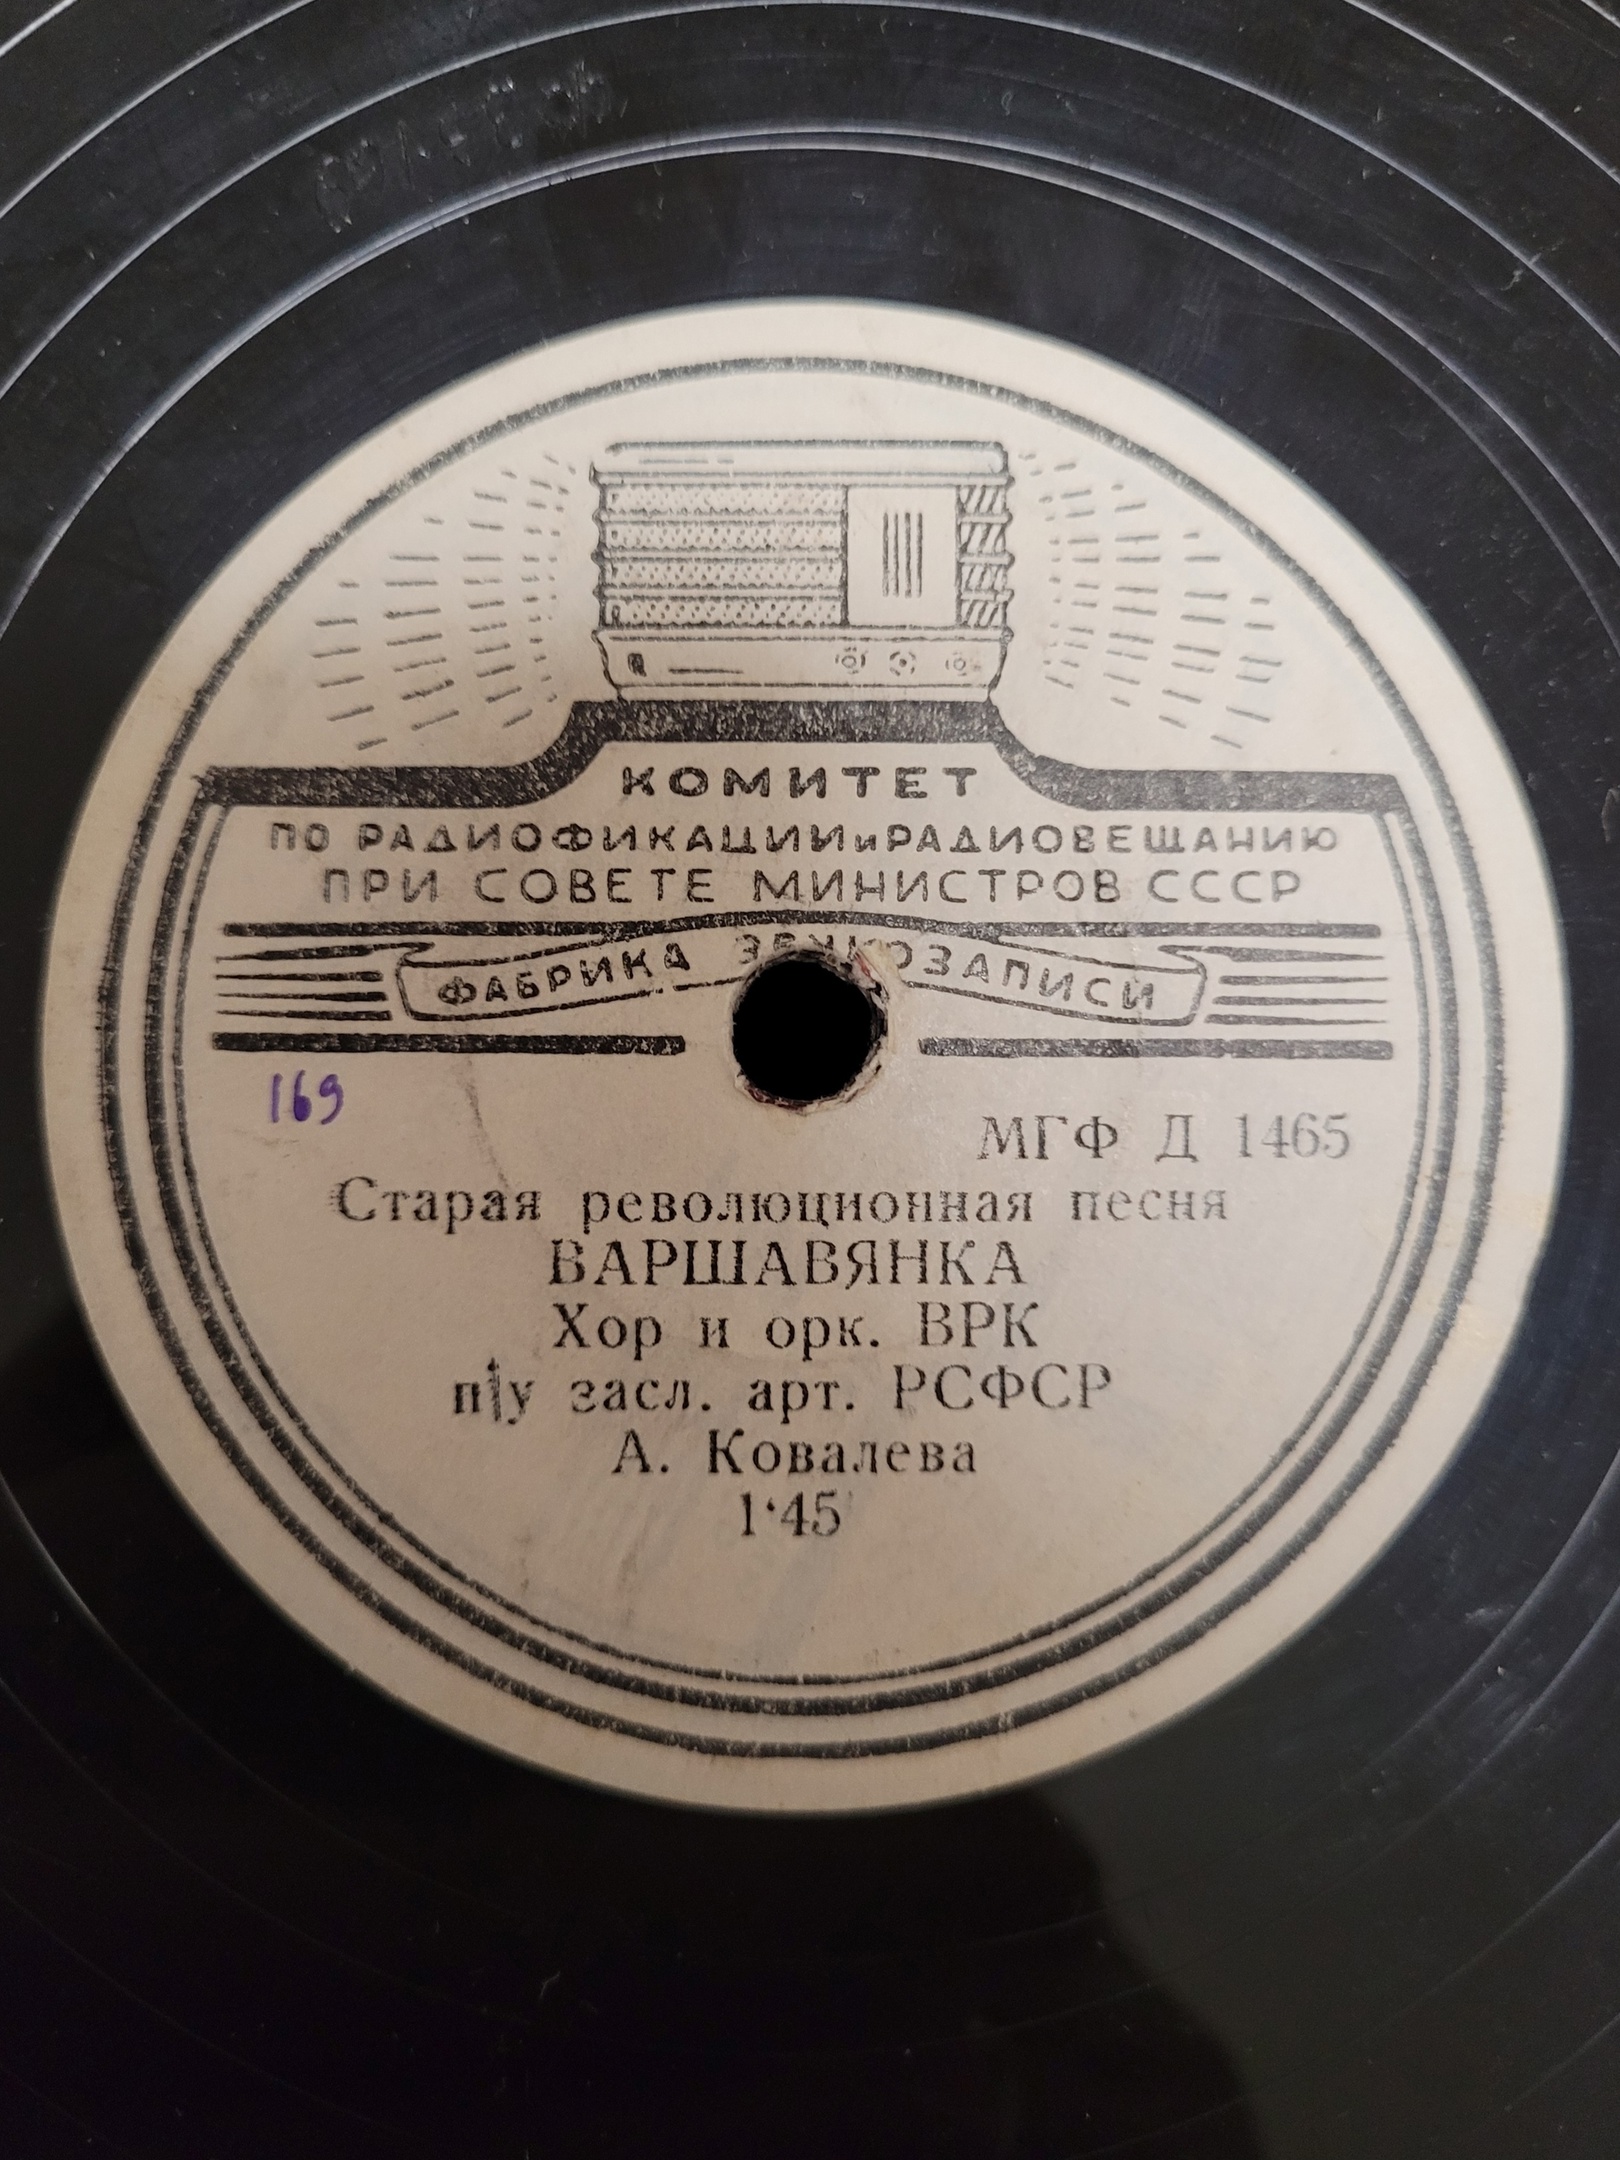 КОМИТЕТ
ПО РАДИОФИКАЦИИ и РАДИОВЕЩАНИЮ
ПРИ СОВЕТЕ МИНИСТРОВ СССР
ФАБРИКА ЗВУКОЗАПИСИ
169
МГФ Д 1465
Старая революционная песня
ВАРШАВЯНКА
Хор и орк. ВРК
п/у засл. арт. РСФСР
А. Ковалева
1'45